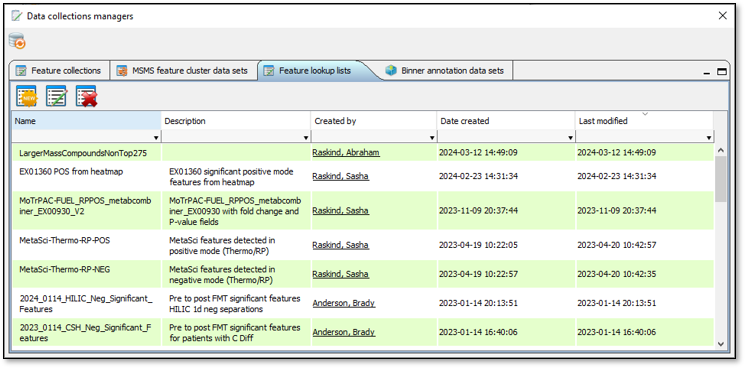 Data collections managers
Feature collections
MSMS feature cluster data sets
Feature lookup lists
Binner annotation data sets
NEW
Name Description Created by Date created Last modified
LargerMassCompoundsNonTop275 Raskind, Abraham 2024-03-12 14:49:09 2024-03-12 14:49:09
EX01360 POS from heatmap EX01360 significant positive mode Raskind, Sasha 2024-02-23 14:31:34 2024-02-23 14:31:34
features from heatmap
MoTrPAC-FUEL_RPPOS_metabcomb MoTrPAC-FUEL_RPPOS_metabcomb Raskind, Sasha 2023-11-09 20:37:44 2023-11-09 20:37:44
iner_EX00930_V2 iner_EX00930 with fold change and
P-value fields
MetaSci-Thermo-RP-POS MetaSci features detected in Raskind, Sasha 2023-04-19 10:22:05 2023-04-20 10:42:57
positive mode (Thermo/RP)
MetaSci-Thermo-RP-NEG MetaSci features detected in Raskind, Sasha 2023-04-19 10:22:57 2023-04-20 10:42:35
negative mode (Thermo/RP)
2024_0114_HILIC_Neg_Significant_ Pre to post FMT significant features Anderson, Brady 2023-01-14 20:13:51 2023-01-14 20:13:51
Features HILIC 1d neg separations
2023_0114_CSH_Neg_Significant_F Pre to post FMT significant features Anderson, Brady 2023-01-14 16:40:06 2023-01-14 16:40:06
eatures for patients with C Diff